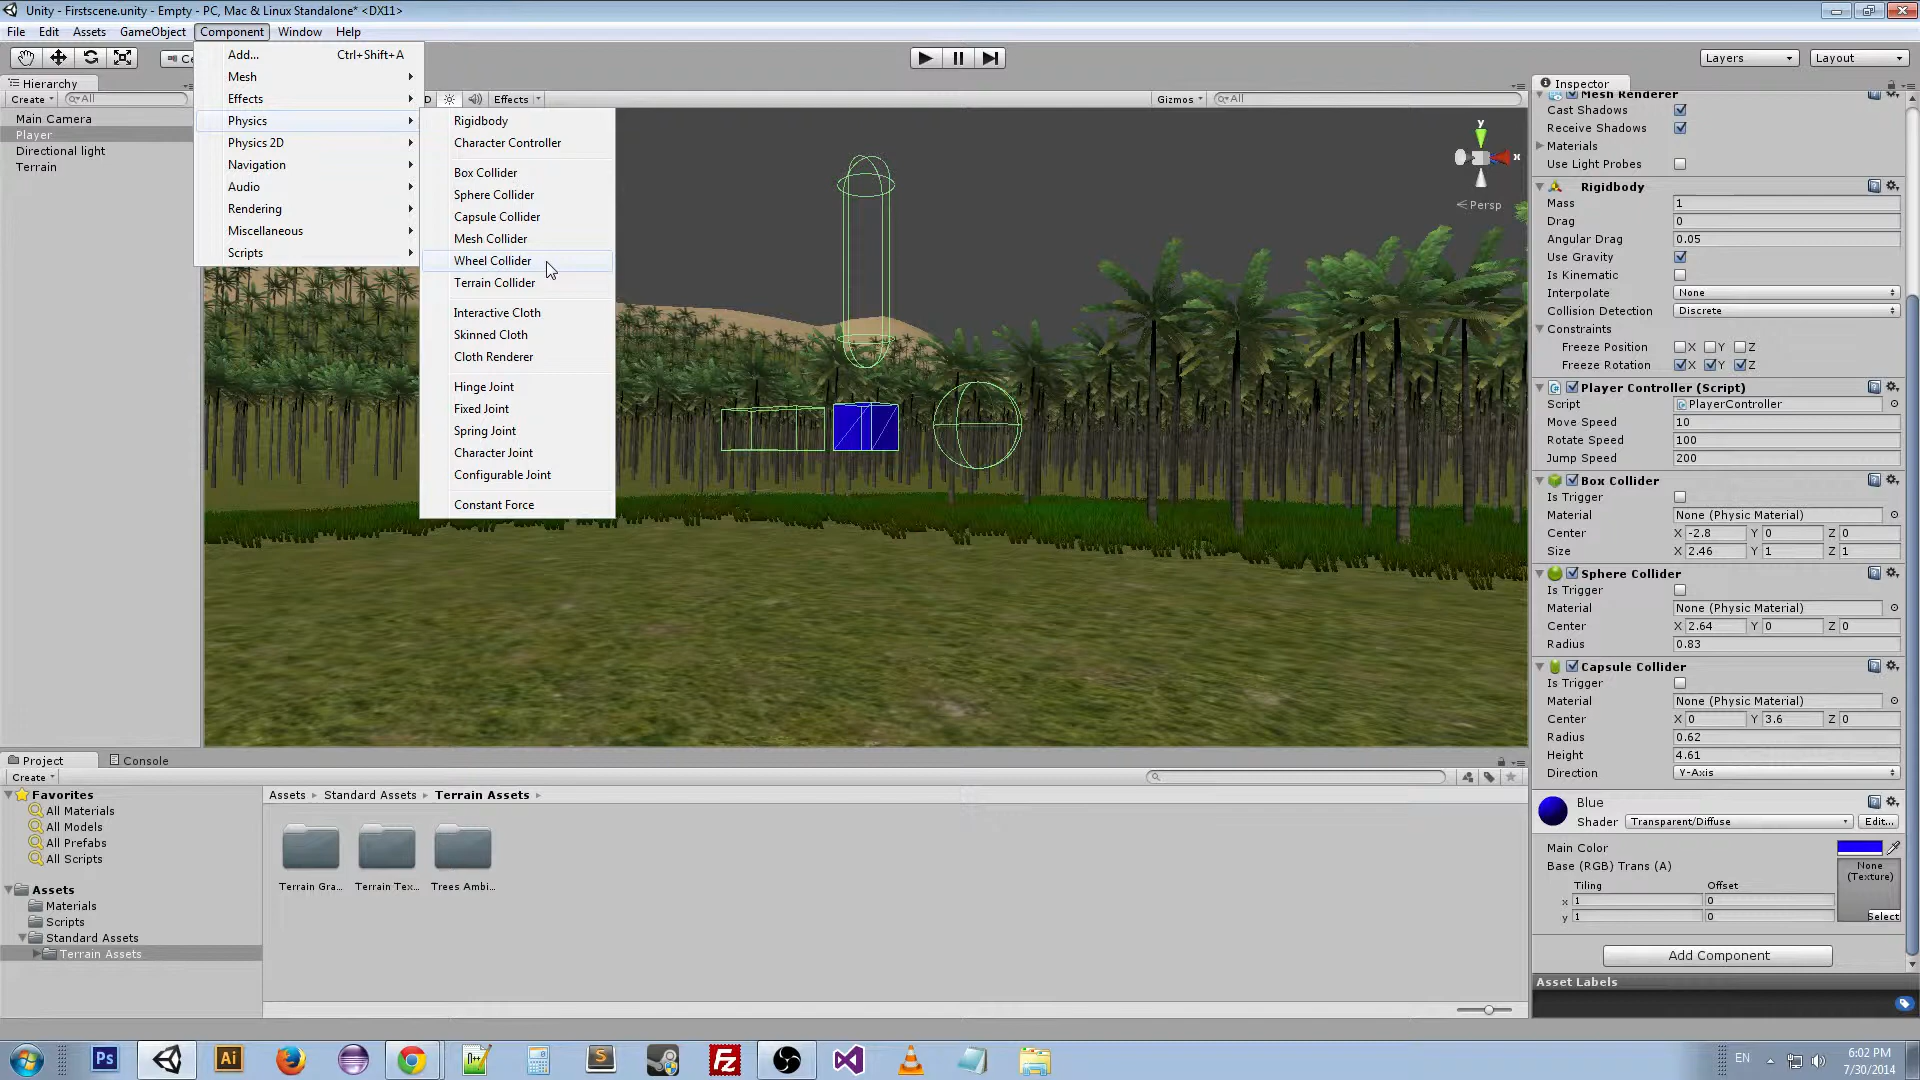 Unity - Firstscene.unity - Empty - PC, Mac & Linux Standalone* <DX11>
File Edit Assets GameObject Component Window Help
Add... Ctrl+Shift+A
Mesh
Effects
Physics
Physics 2D
Navigation
Audio
Rendering
Miscellaneous
Scripts
Rigidbody
Character Controller
Box Collider
Sphere Collider
Capsule Collider
Mesh Collider
Wheel Collider
Terrain Collider
Interactive Cloth
Skinned Cloth
Cloth Renderer
Hinge Joint
Fixed Joint
Spring Joint
Character Joint
Configurable Joint
Constant Force
Layers
Layout
Hierarchy
Create All
Main Camera
Player
Directional light
Terrain
Effects
Gizmos All
y
x
Persp
Inspector
Mesh Renderer
Cast Shadows
Receive Shadows
Materials
Use Light Probes
Rigidbody
Mass 1
Drag 0
Angular Drag 0.05
Use Gravity
Is Kinematic
Interpolate None
Collision Detection Discrete
Constraints
Freeze Position X Y Z
Freeze Rotation X Y Z
Player Controller (Script)
Script PlayerController
Move Speed 10
Rotate Speed 100
Jump Speed 200
Box Collider
Is Trigger
Material None (Physic Material)
Center X -2.8 Y 0 Z 0
Size X 2.46 Y 1 Z 1
Sphere Collider
Is Trigger
Material None (Physic Material)
Center X 2.64 Y 0 Z 0
Radius 0.83
Capsule Collider
Is Trigger
Material None (Physic Material)
Center X 0 Y 3.6 Z 0
Radius 0.62
Height 4.61
Direction Y-Axis
Blue
Shader Transparent/Diffuse Edit...
Main Color
Base (RGB) Trans (A)
None
(Texture)
Tiling Offset
x 1 0
y 1 0
Select
Add Component
Asset Labels
Project Console
Create
Favorites
All Materials
All Models
All Prefabs
All Scripts
Assets
Materials
Scripts
Standard Assets
Terrain Assets
Assets Standard Assets Terrain Assets
Terrain Gra...
Terrain Tex...
Trees Ambi...
Ps
Ai
S
Fz
EN
6:02 PM
7/30/2014